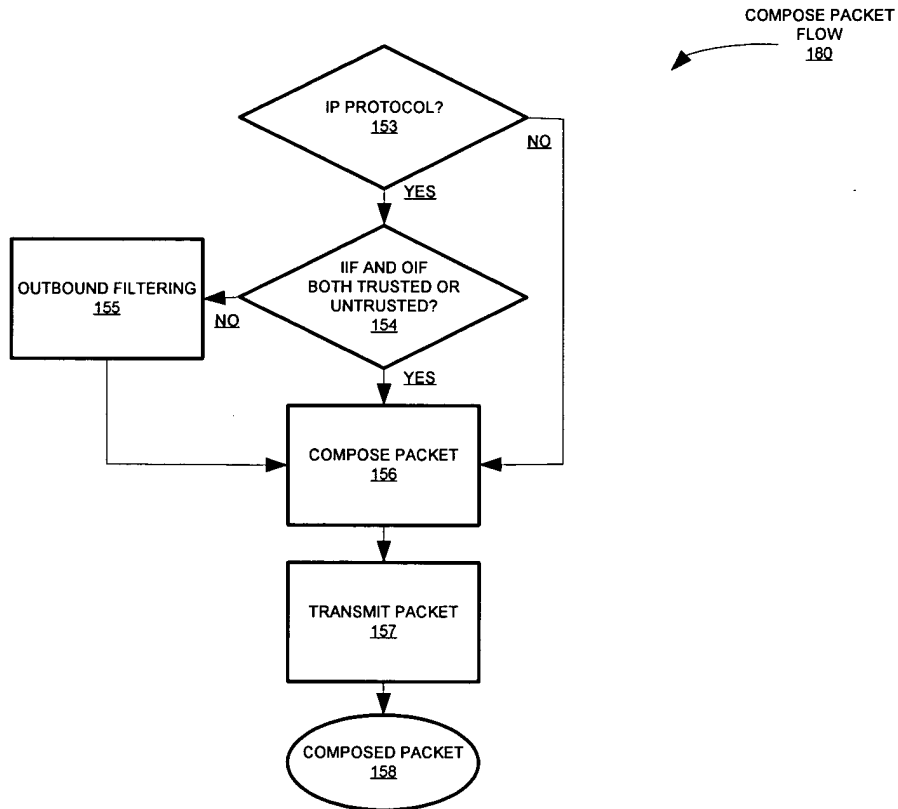 COMPOSE PACKET
FLOW
180
IP PROTOCOL?
153
NO
YES
IIF AND OIF
BOTH TRUSTED OR
UNTRUSTED?
154
OUTBOUND FILTERING
155
NO
YES
COMPOSE PACKET
156
TRANSMIT PACKET
157
COMPOSED PACKET
158